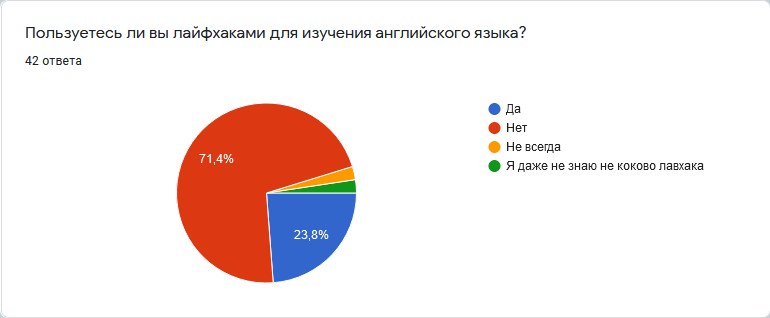 Пользуетесь ли вы лайфхаками для изучения английского языка?
42 ответа
71,4%
23,8%
Да
Нет
Не всегда
Я даже не знаю не коково лавхака